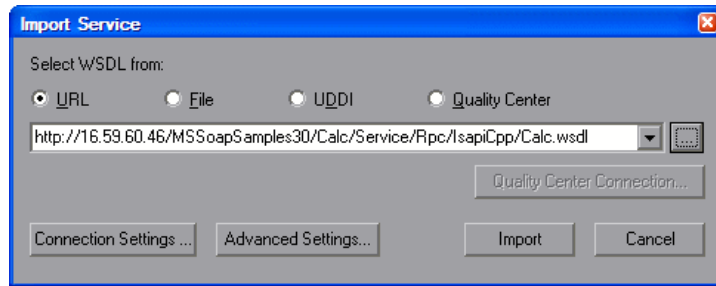 Import Service
Select WSDL from:
URL File UDDI Quality Center
http://16.59.60.46/MSSoapSamples30/Calc/Service/Rpc/IsapiCpp/Calc.wsdl ...
Quality Center Connection...
Connection Settings ... Advanced Settings... Import Cancel